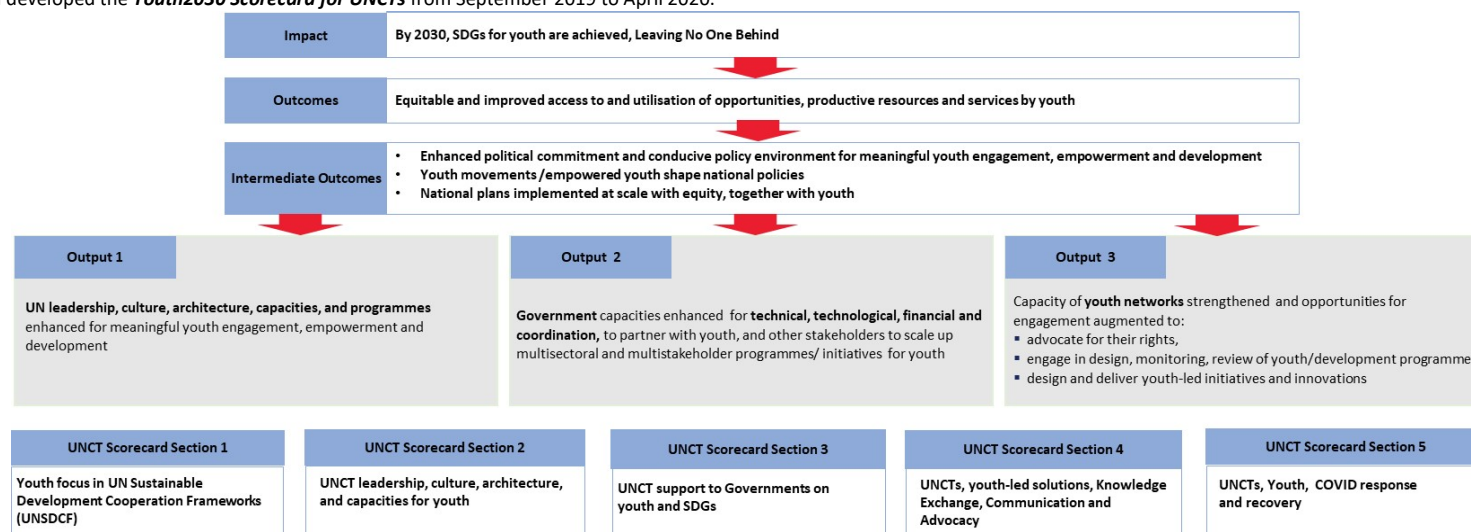 developed the Youth2030 Scorecard for UNCTs from September 2019 to April 2020.
Impact
By 2030, SDGs for youth are achieved, Leaving No One Behind
Outcomes
Equitable and improved access to and utilisation of opportunities, productive resources and services by youth
Intermediate Outcomes
• Enhanced political commitment and conducive policy environment for meaningful youth engagement, empowerment and development
• Youth movements /empowered youth shape national policies
• National plans implemented at scale with equity, together with youth
Output 1
UN leadership, culture, architecture, capacities, and programmes
enhanced for meaningful youth engagement, empowerment and
development
Output 2
Government capacities enhanced for technical, technological, financial and
coordination, to partner with youth, and other stakeholders to scale up
multisectoral and multistakeholder programmes/ initiatives for youth
Output 3
Capacity of youth networks strengthened and opportunities for
engagement augmented to:
▪ advocate for their rights,
▪ engage in design, monitoring, review of youth/development programme
▪ design and deliver youth-led initiatives and innovations
UNCT Scorecard Section 1
Youth focus in UN Sustainable
Development Cooperation Frameworks
(UNSDCF)
UNCT Scorecard Section 2
UNCT leadership, culture, architecture,
and capacities for youth
UNCT Scorecard Section 3
UNCT support to Governments on
youth and SDGs
UNCT Scorecard Section 4
UNCTs, youth-led solutions, Knowledge
Exchange, Communication and
Advocacy
UNCT Scorecard Section 5
UNCTs, Youth, COVID response
and recovery